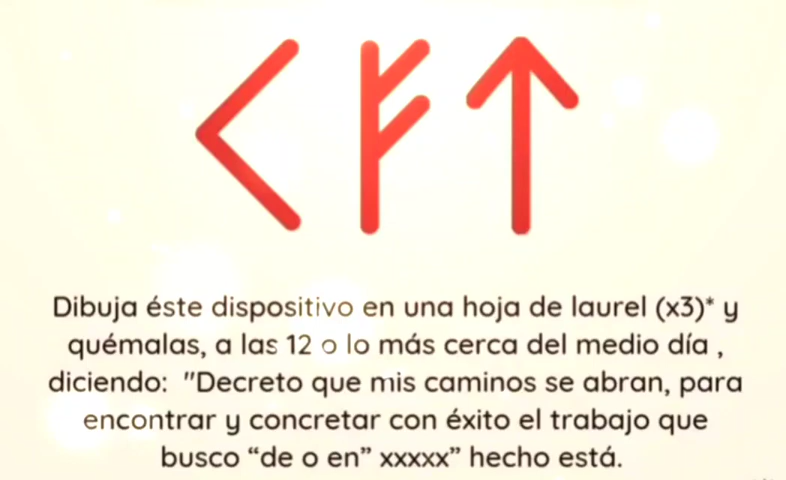 ᚲ ᚠ ᛏ
Dibuja éste dispositivo en una hoja de laurel (x3)* y
quémalas, a las 12 o lo más cerca del medio día ,
diciendo: "Decreto que mis caminos se abran, para
encontrar y concretar con éxito el trabajo que
busco “de o en” xxxxx” hecho está.